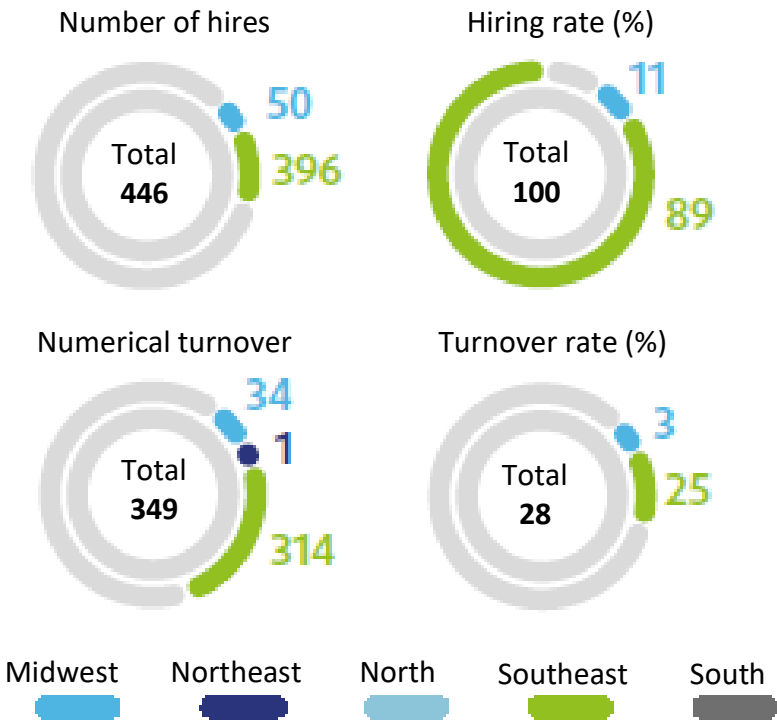 Number of hires
50
Total
446
396
Hiring rate (%)
11
Total
100
89
Numerical turnover
34
1
Total
349
314
Turnover rate (%)
3
Total
28
25
Midwest Northeast North Southeast South